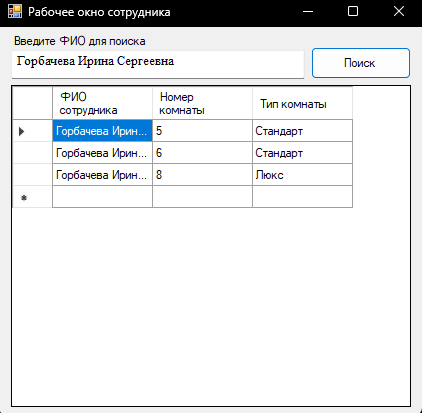 Рабочее окно сотрудника
Введите ФИО для поиска
Горбачева Ирина Сергеевна
Поиск
ФИО сотрудника Номер комнаты Тип комнаты
Горбачева Ирин... 5 Стандарт
Горбачева Ирин... 6 Стандарт
Горбачева Ирин... 8 Люкс